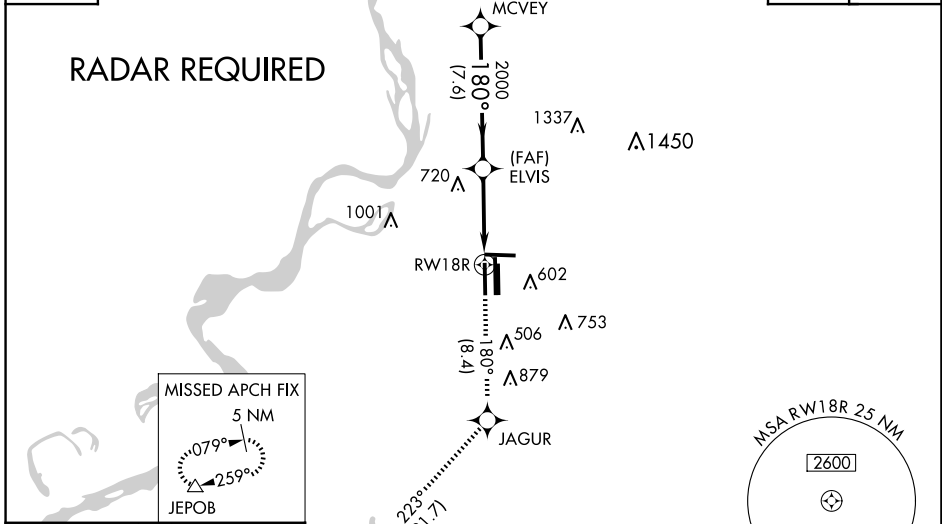 MCVEY
RADAR REQUIRED
2000
180°
(7.6)
1337
1450
(FAF)
ELVIS
720
1001
RW18R
602
753
506
180°
(8.4)
879
MISSED APCH FIX
5 NM
079°
259°
JEPOB
JAGUR
223°
MSA RW18R 25 NM
2600